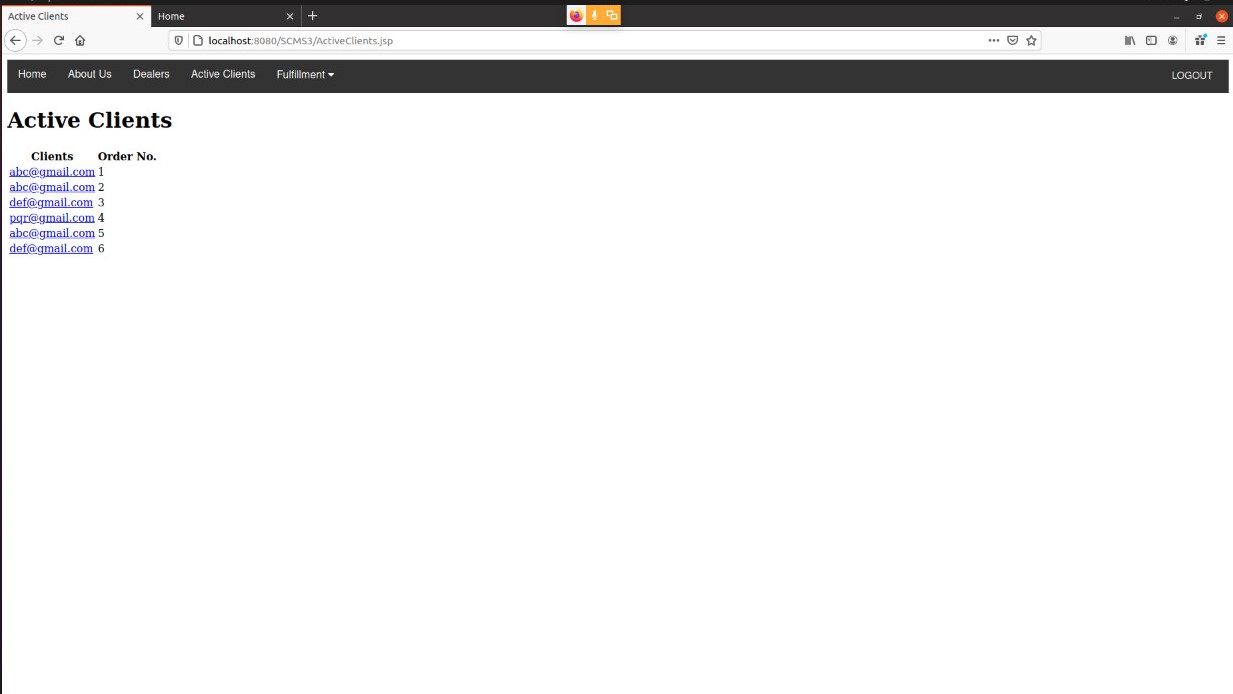 Active Clients
Home
localhost:8080/SCMS3/ActiveClients.jsp
Home About Us Dealers Active Clients Fulfillment LOGOUT
Active Clients
Clients Order No.
abc@gmail.com 1
abc@gmail.com 2
def@gmail.com 3
pqr@gmail.com 4
abc@gmail.com 5
def@gmail.com 6